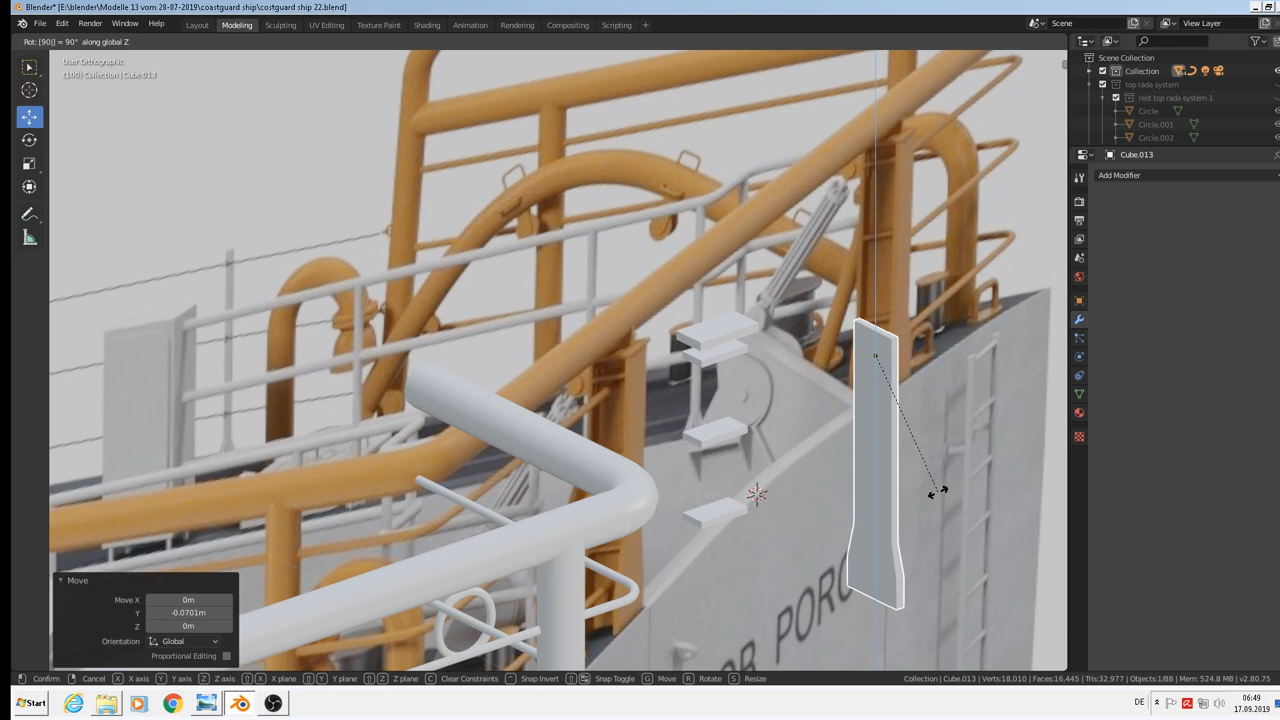 Blender* [E:\blender\Modelle 13 vom 28-07-2019\coastguard ship\costguard ship 22.blend]
File Edit Render Window Help Layout Modeling Sculpting UV Editing Texture Paint Shading Animation Rendering Compositing Scripting + Scene View Layer
Rot: [90|] = 90° along global Z
User Orthographic
(100) Collection | Cube.013
Scene Collection
Collection
top rada system
rest top rada system 1
Circle
Circle.001
Circle.002
Cube.013
Add Modifier
OR PORC
Move
Move X 0m
Y -0.0701m
Z 0m
Orientation Global
Proportional Editing
Confirm Cancel X X axis Y Y axis Z Z axis X X plane Y Y plane Z Z plane C Clear Constraints Snap Invert Snap Toggle G Move R Rotate S Resize Collection | Cube.013 | Verts:18,010 | Faces:16,445 | Tris:32,977 | Objects:1/88 | Mem: 524.8 MB | v2.80.75
Start DE 06:49
17.09.2019